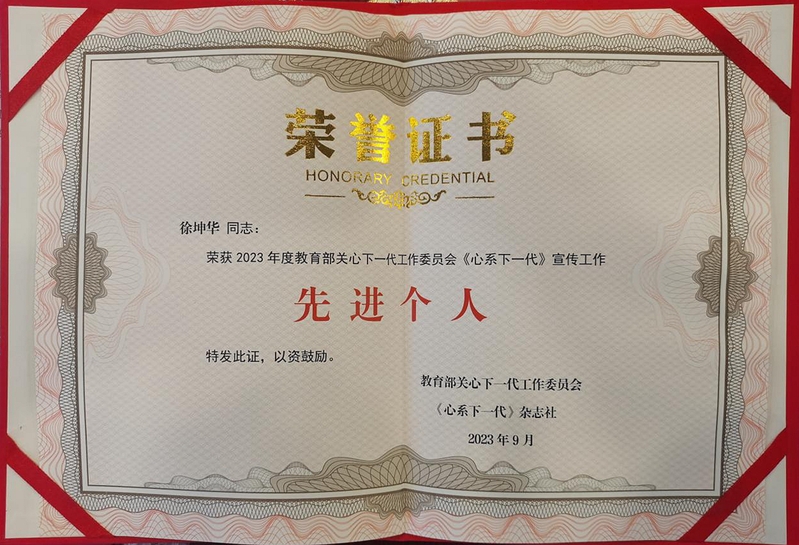 荣誉证书
HONORARY CREDENTIAL
徐坤华 同志：
荣获 2023 年度教育部关心下一代工作委员会《心系下一代》宣传工作
先进个人
特发此证，以资鼓励。
教育部关心下一代工作委员会
《心系下一代》杂志社
2023 年 9 月